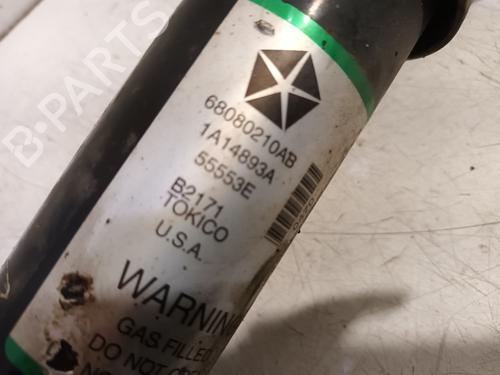 68080210AB
1A14893A
55553E
B2171
TOKICO
U.S.A.
WARNIN
GAS FILLED
DO NOT
B-PARTS